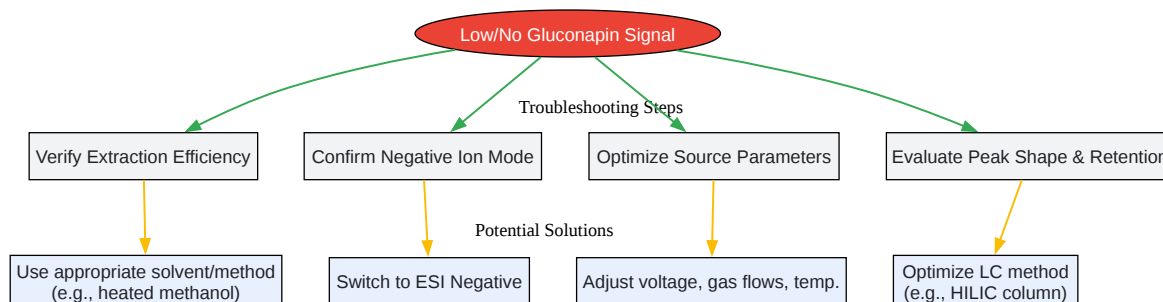 Low/No Gluconapin Signal
Troubleshooting Steps
Verify Extraction Efficiency
Confirm Negative Ion Mode
Optimize Source Parameters
Evaluate Peak Shape & Retention
Potential Solutions
Use appropriate solvent/method
(e.g., heated methanol)
Switch to ESI Negative
Adjust voltage, gas flows, temp.
Optimize LC method
(e.g., HILIC column)